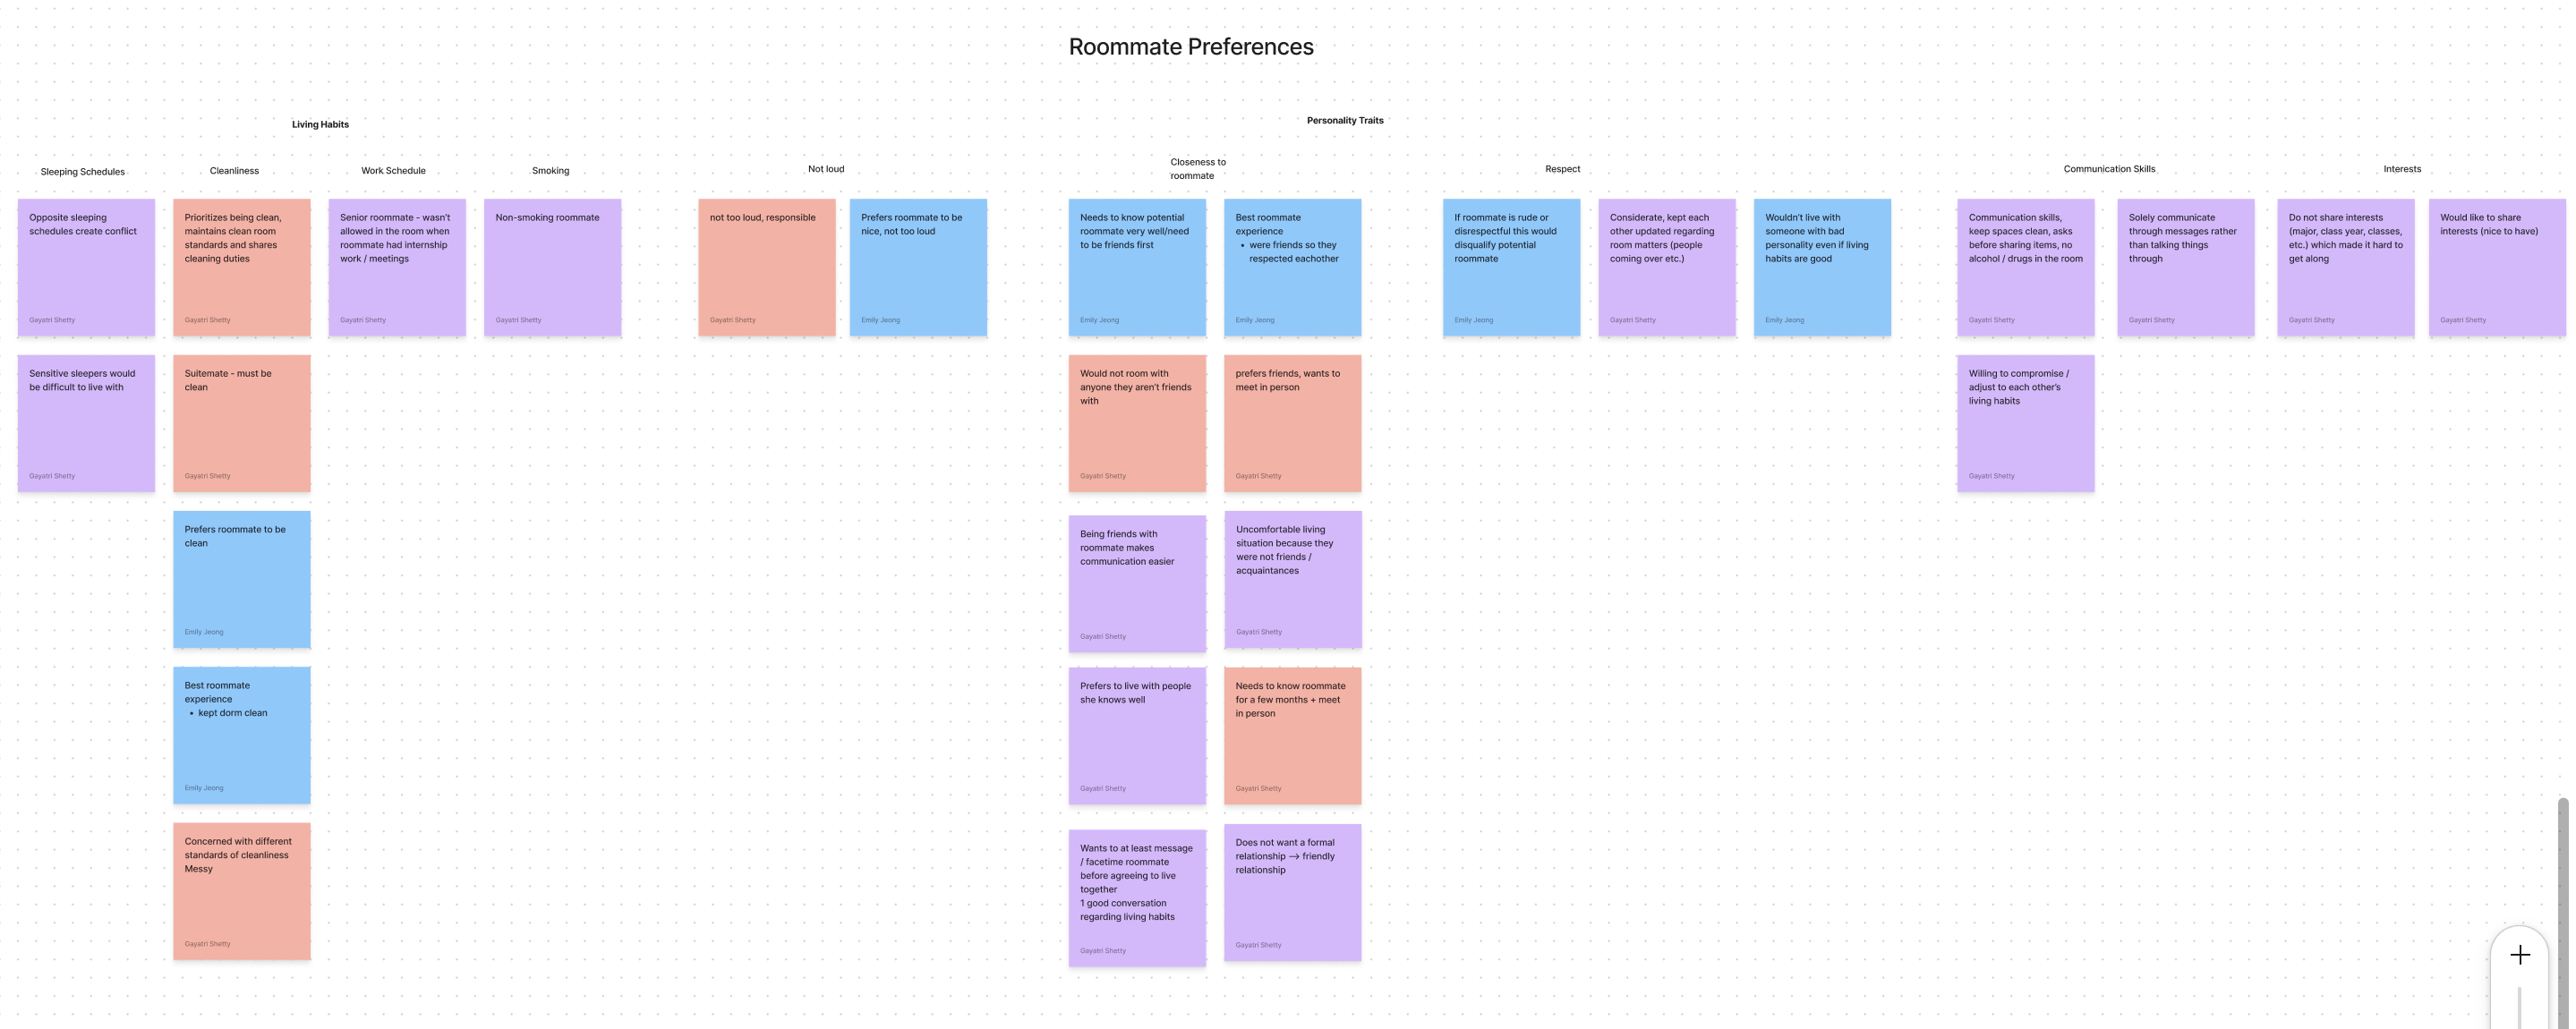 Roommate Preferences
Living Habits
Personality Traits
Sleeping Schedules
Cleanliness
Work Schedule
Smoking
Not loud
Closeness to
roommate
Respect
Communication Skills
Interests
Opposite sleeping
schedules create conflict
Gayatri Shetty
Prioritizes being clean,
maintains clean room
standards and shares
cleaning duties
Gayatri Shetty
Senior roommate - wasn't
allowed in the room when
roommate had internship
work / meetings
Gayatri Shetty
Non-smoking roommate
Gayatri Shetty
not too loud, responsible
Gayatri Shetty
Prefers roommate to be
nice, not too loud
Emily Jeong
Needs to know potential
roommate very well/need
to be friends first
Emily Jeong
Best roommate
experience
• were friends so they
respected eachother
Emily Jeong
If roommate is rude or
disrespectful this would
disqualify potential
roommate
Emily Jeong
Considerate, kept each
other updated regarding
room matters (people
coming over etc.)
Gayatri Shetty
Wouldn't live with
someone with bad
personality even if living
habits are good
Emily Jeong
Communication skills,
keep spaces clean, asks
before sharing items, no
alcohol / drugs in the room
Gayatri Shetty
Solely communicate
through messages rather
than talking things
through
Gayatri Shetty
Do not share interests
(major, class year, classes,
etc.) which made it hard to
get along
Gayatri Shetty
Would like to share
interests (nice to have)
Gayatri Shetty
Sensitive sleepers would
be difficult to live with
Gayatri Shetty
Suitemate - must be
clean
Gayatri Shetty
Would not room with
anyone they aren't friends
with
Gayatri Shetty
prefers friends, wants to
meet in person
Gayatri Shetty
Willing to compromise /
adjust to each other's
living habits
Gayatri Shetty
Prefers roommate to be
clean
Emily Jeong
Being friends with
roommate makes
communication easier
Gayatri Shetty
Uncomfortable living
situation because they
were not friends /
acquaintances
Gayatri Shetty
Best roommate
experience
• kept dorm clean
Emily Jeong
Prefers to live with people
she knows well
Gayatri Shetty
Needs to know roommate
for a few months + meet
in person
Gayatri Shetty
Concerned with different
standards of cleanliness
Messy
Gayatri Shetty
Wants to at least message
/ facetime roommate
before agreeing to live
together
1 good conversation
regarding living habits
Gayatri Shetty
Does not want a formal
relationship → friendly
relationship
Gayatri Shetty